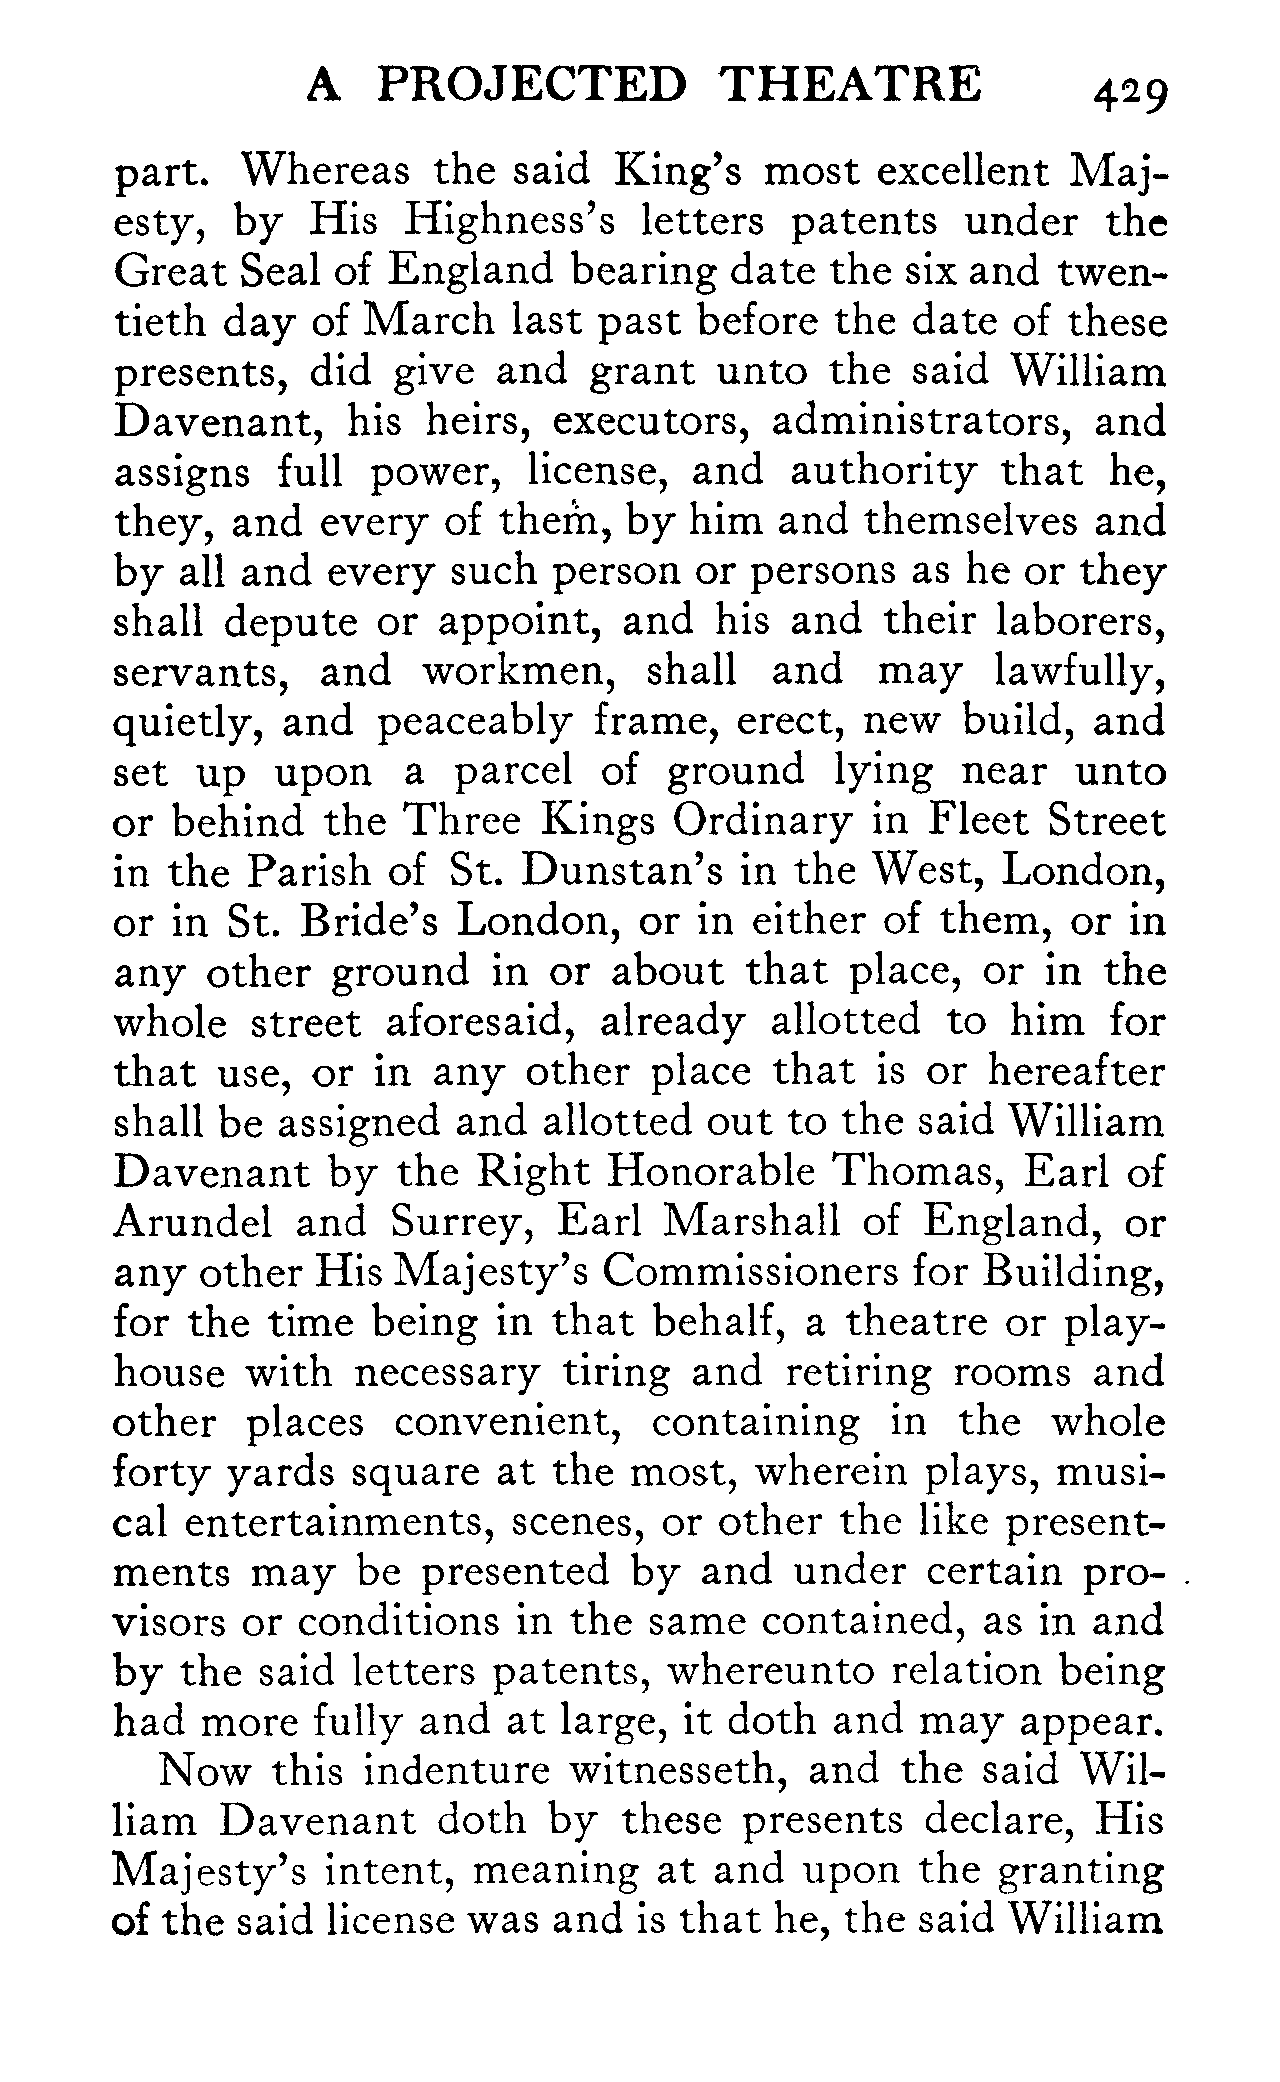 A PROJECTED THEATRE 429
part. Whereas the said King’s most excellent Maj-
esty, by His Highness’s letters patents under the
Great Seal of England bearing date the six and twen-
tieth day of March last past before the date of these
presents, did give and grant unto the said William
Davenant, his heirs, executors, administrators, and
assigns full power, license, and authority that he,
they, and every of them, by him and themselves and
by all and every such person or persons as he or they
shall depute or appoint, and his and their laborers,
servants, and workmen, shall and may lawfully,
quietly, and peaceably frame, erect, new build, and
set up upon a parcel of ground lying near unto
or behind the Three Kings Ordinary in Fleet Street
in the Parish of St. Dunstan’s in the West, London,
or in St. Bride’s London, or in either of them, or in
any other ground in or about that place, or in the
whole street aforesaid, already allotted to him for
that use, or in any other place that is or hereafter
shall be assigned and allotted out to the said William
Davenant by the Right Honorable Thomas, Earl of
Arundel and Surrey, Earl Marshall of England, or
any other His Majesty’s Commissioners for Building,
for the time being in that behalf, a theatre or play-
house with necessary tiring and retiring rooms and
other places convenient, containing in the whole
forty yards square at the most, wherein plays, musi-
cal entertainments, scenes, or other the like present-
ments may be presented by and under certain pro-
visors or conditions in the same contained, as in and
by the said letters patents, whereunto relation being
had more fully and at large, it doth and may appear.
Now this indenture witnesseth, and the said Wil-
liam Davenant doth by these presents declare, His
Majesty’s intent, meaning at and upon the granting
of the said license was and is that he, the said William